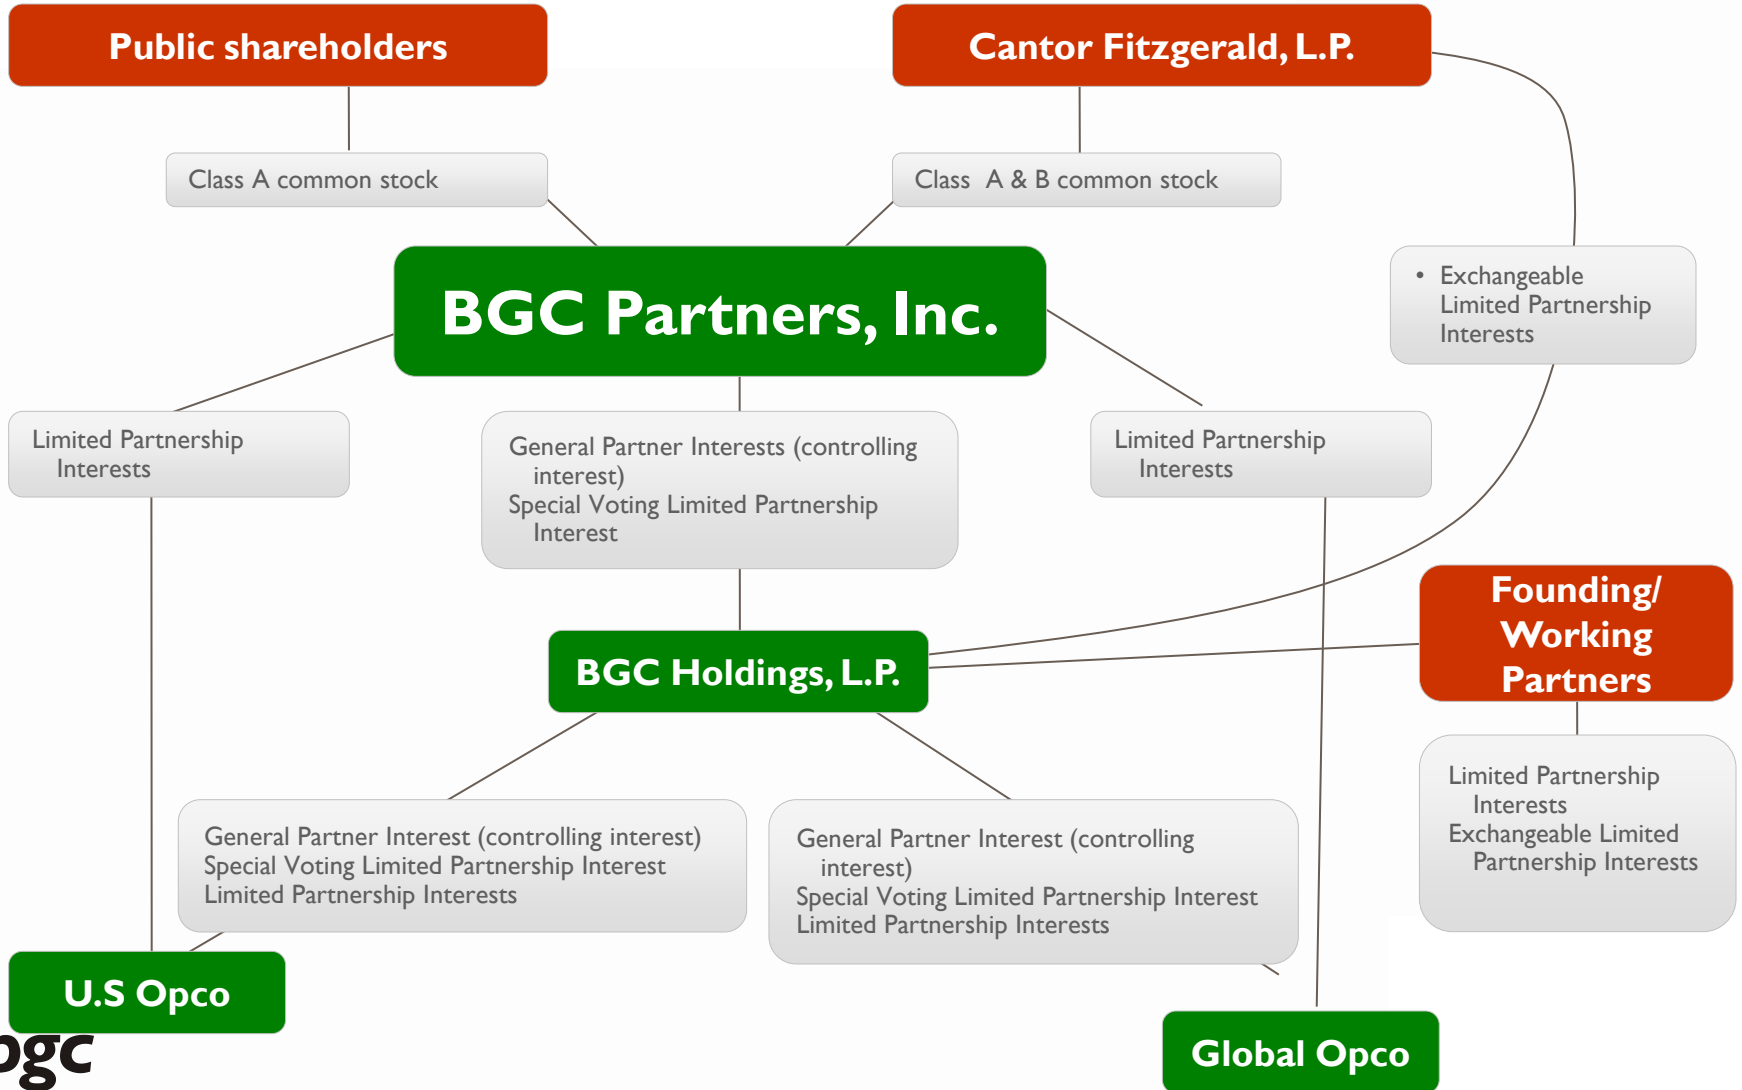 Public shareholders
Cantor Fitzgerald, L.P.
Class A common stock
Class A & B common stock
BGC Partners, Inc.
• Exchangeable
Limited Partnership
Interests
Limited Partnership
Interests
General Partner Interests (controlling
interest)
Special Voting Limited Partnership
Interest
Limited Partnership
Interests
Founding/
Working
Partners
BGC Holdings, L.P.
Limited Partnership
Interests
Exchangeable Limited
Partnership Interests
General Partner Interest (controlling interest)
Special Voting Limited Partnership Interest
Limited Partnership Interests
General Partner Interest (controlling
interest)
Special Voting Limited Partnership Interest
Limited Partnership Interests
U.S Opco
bgc
Global Opco